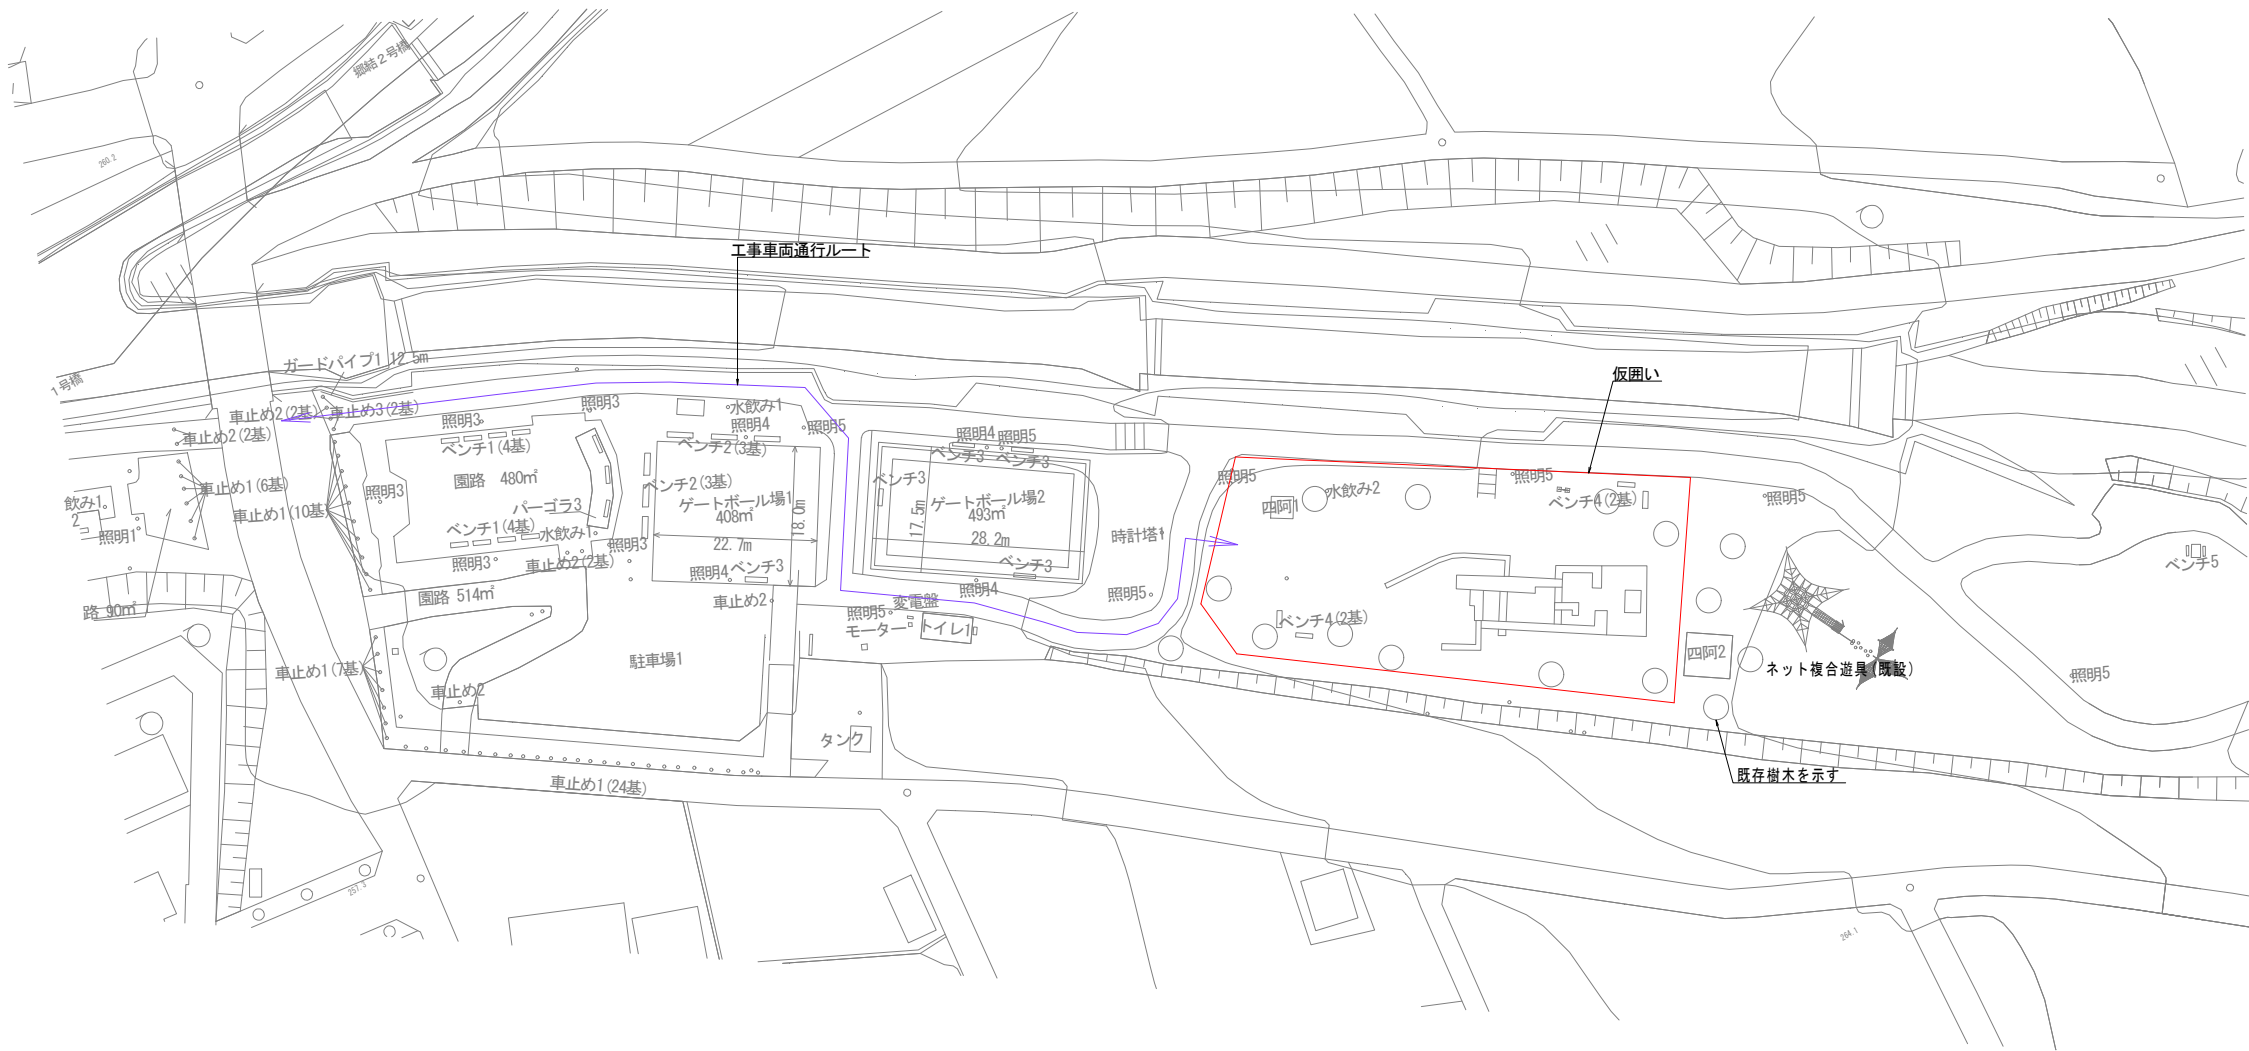 郷結2号橋
260.2
工事車両通行ルート
ガードパイプ1 12.5m
1号橋
仮囲い
車止め2(2基)
車止め3(2基)
車止め2(2基)
照明3
照明3
水飲み1
照明4
照明5
ベンチ2(3基)
ベンチ1(4基)
園路 480㎡
照明3
車止め1(6基)
車止め1(10基)
飲み1
2
照明1
ベンチ2(3基)
ゲートボール場1
408㎡
18.0m
22.7m
パーゴラ3
ベンチ1(4基)
水飲み1
照明3
照明3
車止め2(2基)
照明4
ベンチ3
車止め2
園路 514㎡
路 90㎡
照明4
照明5
ベンチ3
ベンチ3
ベンチ3
ゲートボール場2
493㎡
17.5m
28.2m
ベンチ3
照明4
時計塔1
照明5
変電盤
照明5
モーター
トイレ1
駐車場1
車止め1(7基)
車止め2
タンク
車止め1(24基)
照明5
四阿1
水飲み2
照明5
ベンチ4(2基)
照明5
ベンチ4(2基)
四阿2
ネット複合遊具(既設)
ベンチ5
照明5
既存樹木を示す
257.3
264.1